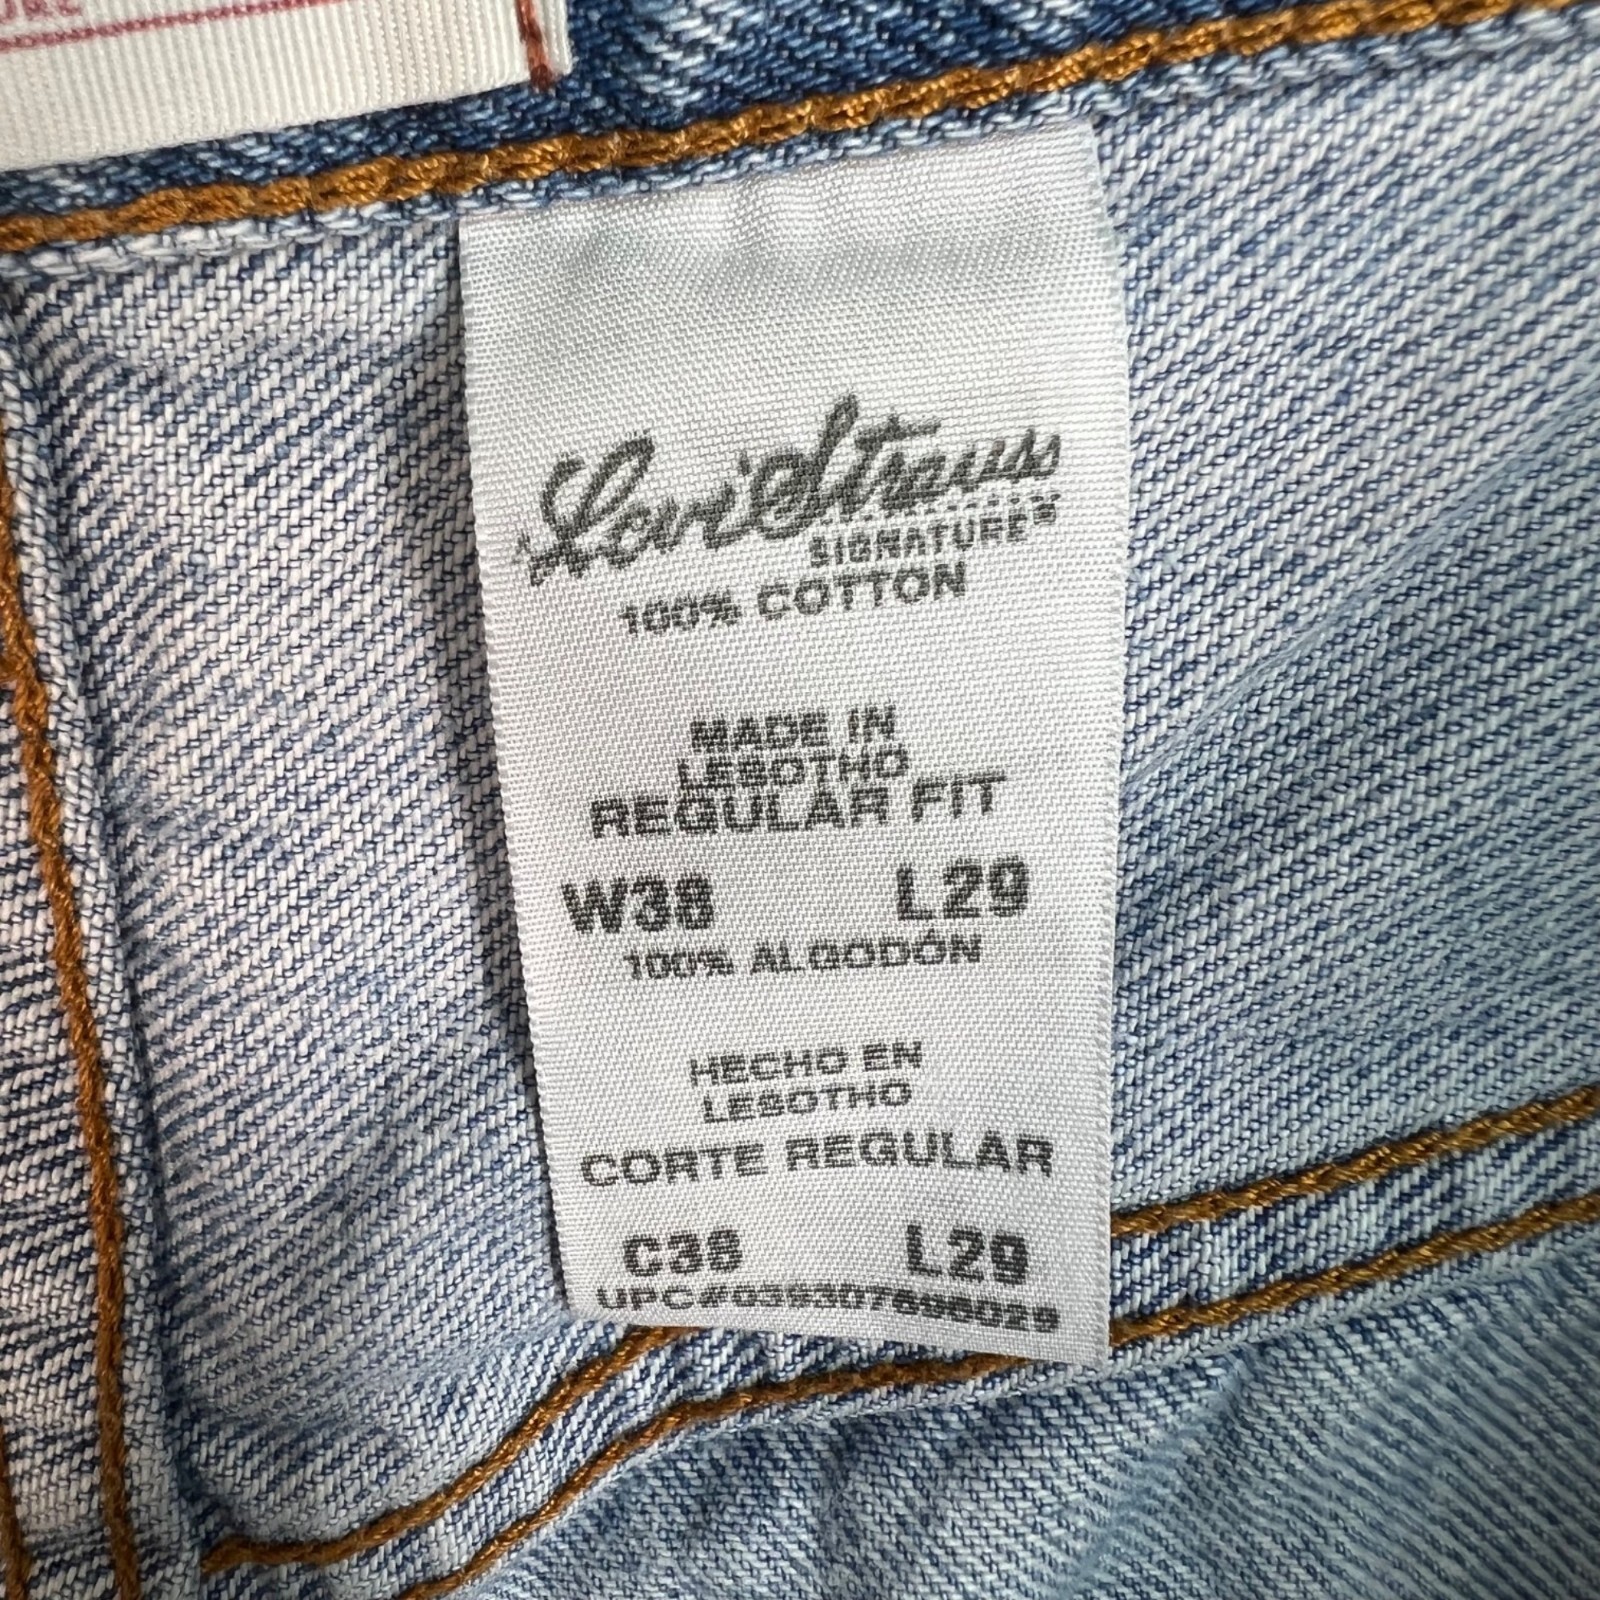 Levi Strauss
SIGNATURE™
100% COTTON
MADE IN
LESOTHO
REGULAR FIT
W38 L29
100% ALGODÓN
HECHO EN
LESOTHO
CORTE REGULAR
C38 L29